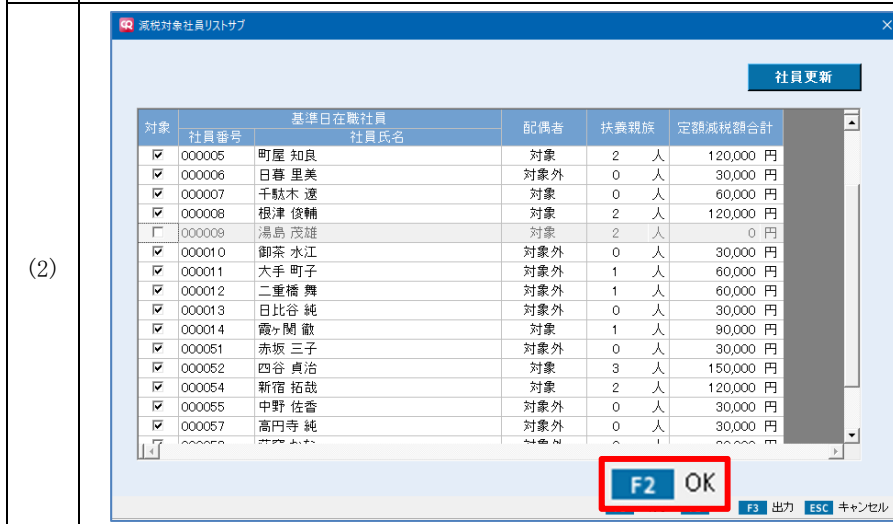 (2)
減税対象社員リストサブ
社員更新
対象 基準日在職社員 配偶者 扶養親族 定額減税額合計
社員番号 社員氏名
000005 町屋 知良 対象 2 人 120,000 円
000006 日暮 里美 対象外 0 人 30,000 円
000007 千駄木 遼 対象 0 人 60,000 円
000008 根津 俊輔 対象 2 人 120,000 円
000009 湯島 茂雄 対象 2 人 0 円
000010 御茶 水江 対象外 0 人 30,000 円
000011 大手 町子 対象外 1 人 60,000 円
000012 二重橋 舞 対象外 1 人 60,000 円
000013 日比谷 純 対象外 0 人 30,000 円
000014 霞ヶ関 徹 対象 1 人 90,000 円
000051 赤坂 三子 対象外 0 人 30,000 円
000052 四谷 貞治 対象 3 人 150,000 円
000054 新宿 拓哉 対象 2 人 120,000 円
000055 中野 佐香 対象外 0 人 30,000 円
000057 高円寺 純 対象外 0 人 30,000 円
F2 OK
F3 出力 ESC キャンセル